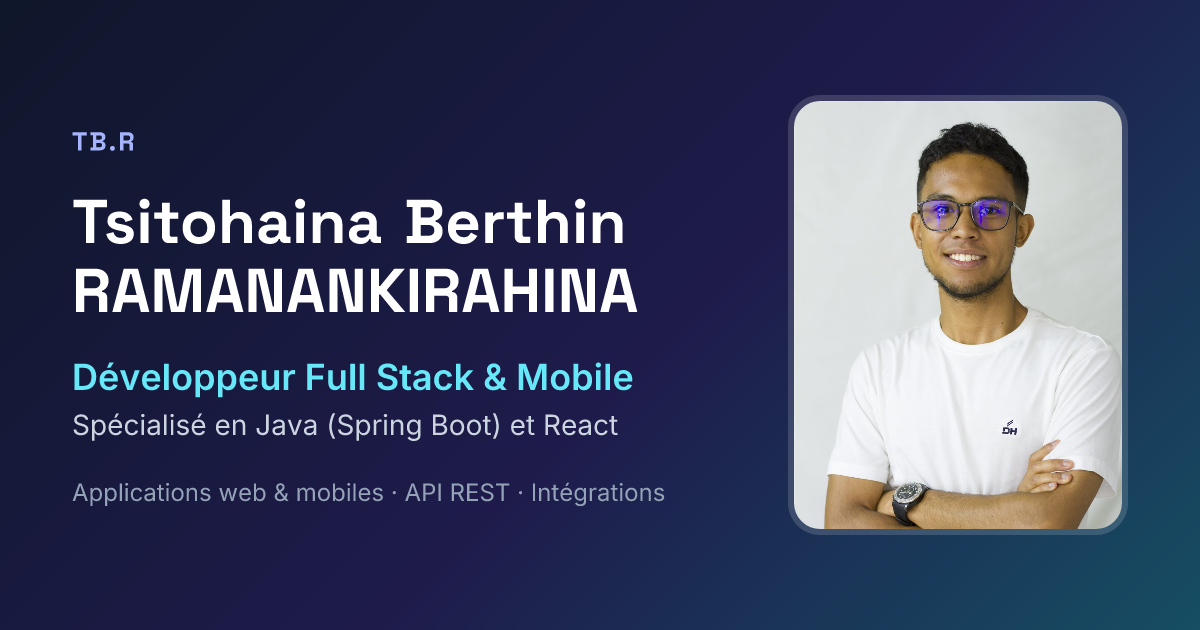 TB.R
Tsitohaina Berthin
RAMANANKIRAHINA
Développeur Full Stack & Mobile
Spécialisé en Java (Spring Boot) et React
Applications web & mobiles · API REST · Intégrations
DH